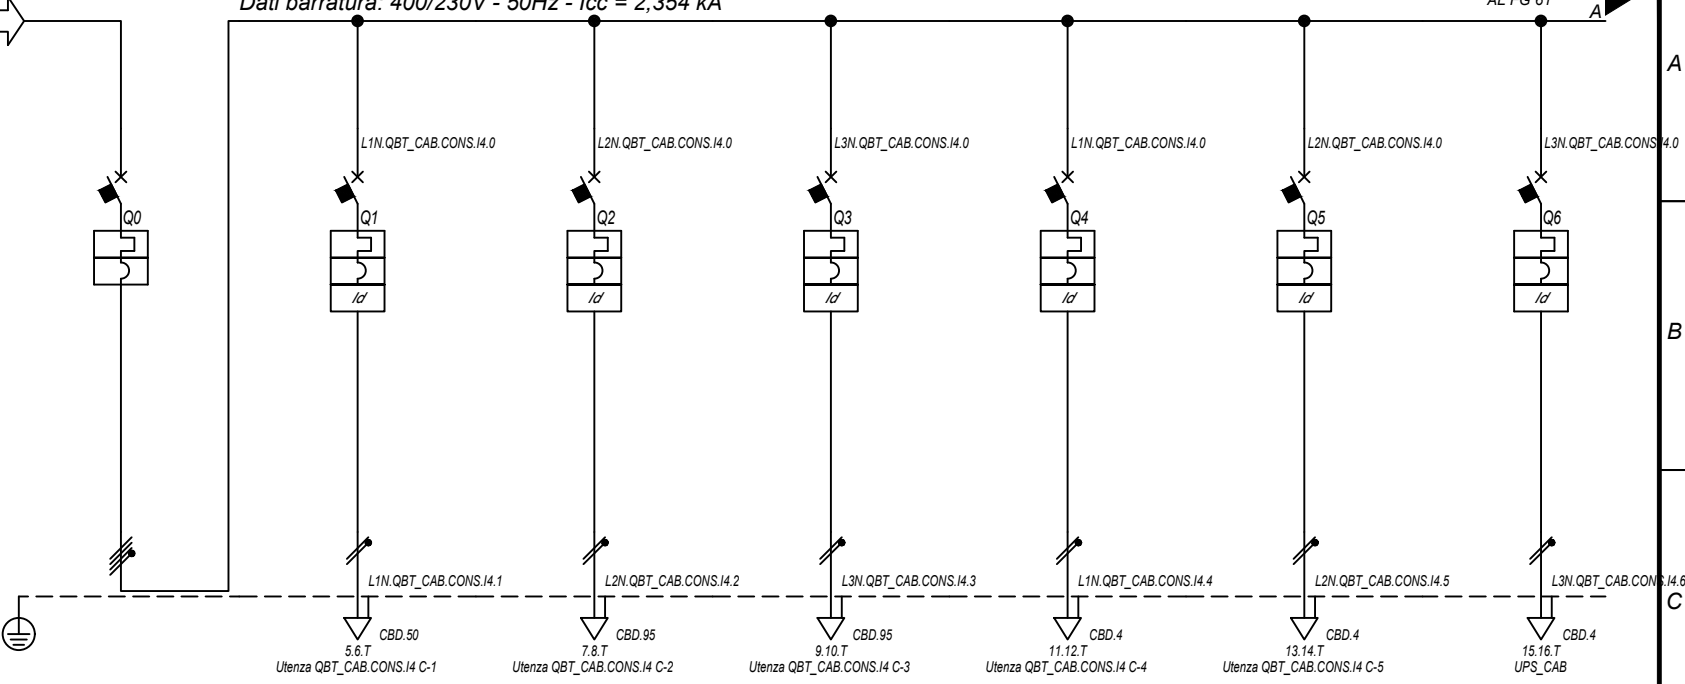 Dati barratura: 400/230V - 50Hz - Icc = 2,354 kA
AL FG 61
A
A
L1N.QBT_CAB.CONS.I4.0
L2N.QBT_CAB.CONS.I4.0
L3N.QBT_CAB.CONS.I4.0
L1N.QBT_CAB.CONS.I4.0
L2N.QBT_CAB.CONS.I4.0
L3N.QBT_CAB.CONS.I4.0
Q0
Q1
Q2
Q3
Q4
Q5
Q6
Id
Id
Id
Id
Id
Id
B
L1N.QBT_CAB.CONS.I4.1
L2N.QBT_CAB.CONS.I4.2
L3N.QBT_CAB.CONS.I4.3
L1N.QBT_CAB.CONS.I4.4
L2N.QBT_CAB.CONS.I4.5
L3N.QBT_CAB.CONS.I4.6
C
CBD.50
CBD.95
CBD.95
CBD.4
CBD.4
CBD.4
5.6.T
7.8.T
9.10.T
11.12.T
13.14.T
15.16.T
Utenza QBT_CAB.CONS.I4 C-1
Utenza QBT_CAB.CONS.I4 C-2
Utenza QBT_CAB.CONS.I4 C-3
Utenza QBT_CAB.CONS.I4 C-4
Utenza QBT_CAB.CONS.I4 C-5
UPS_CAB